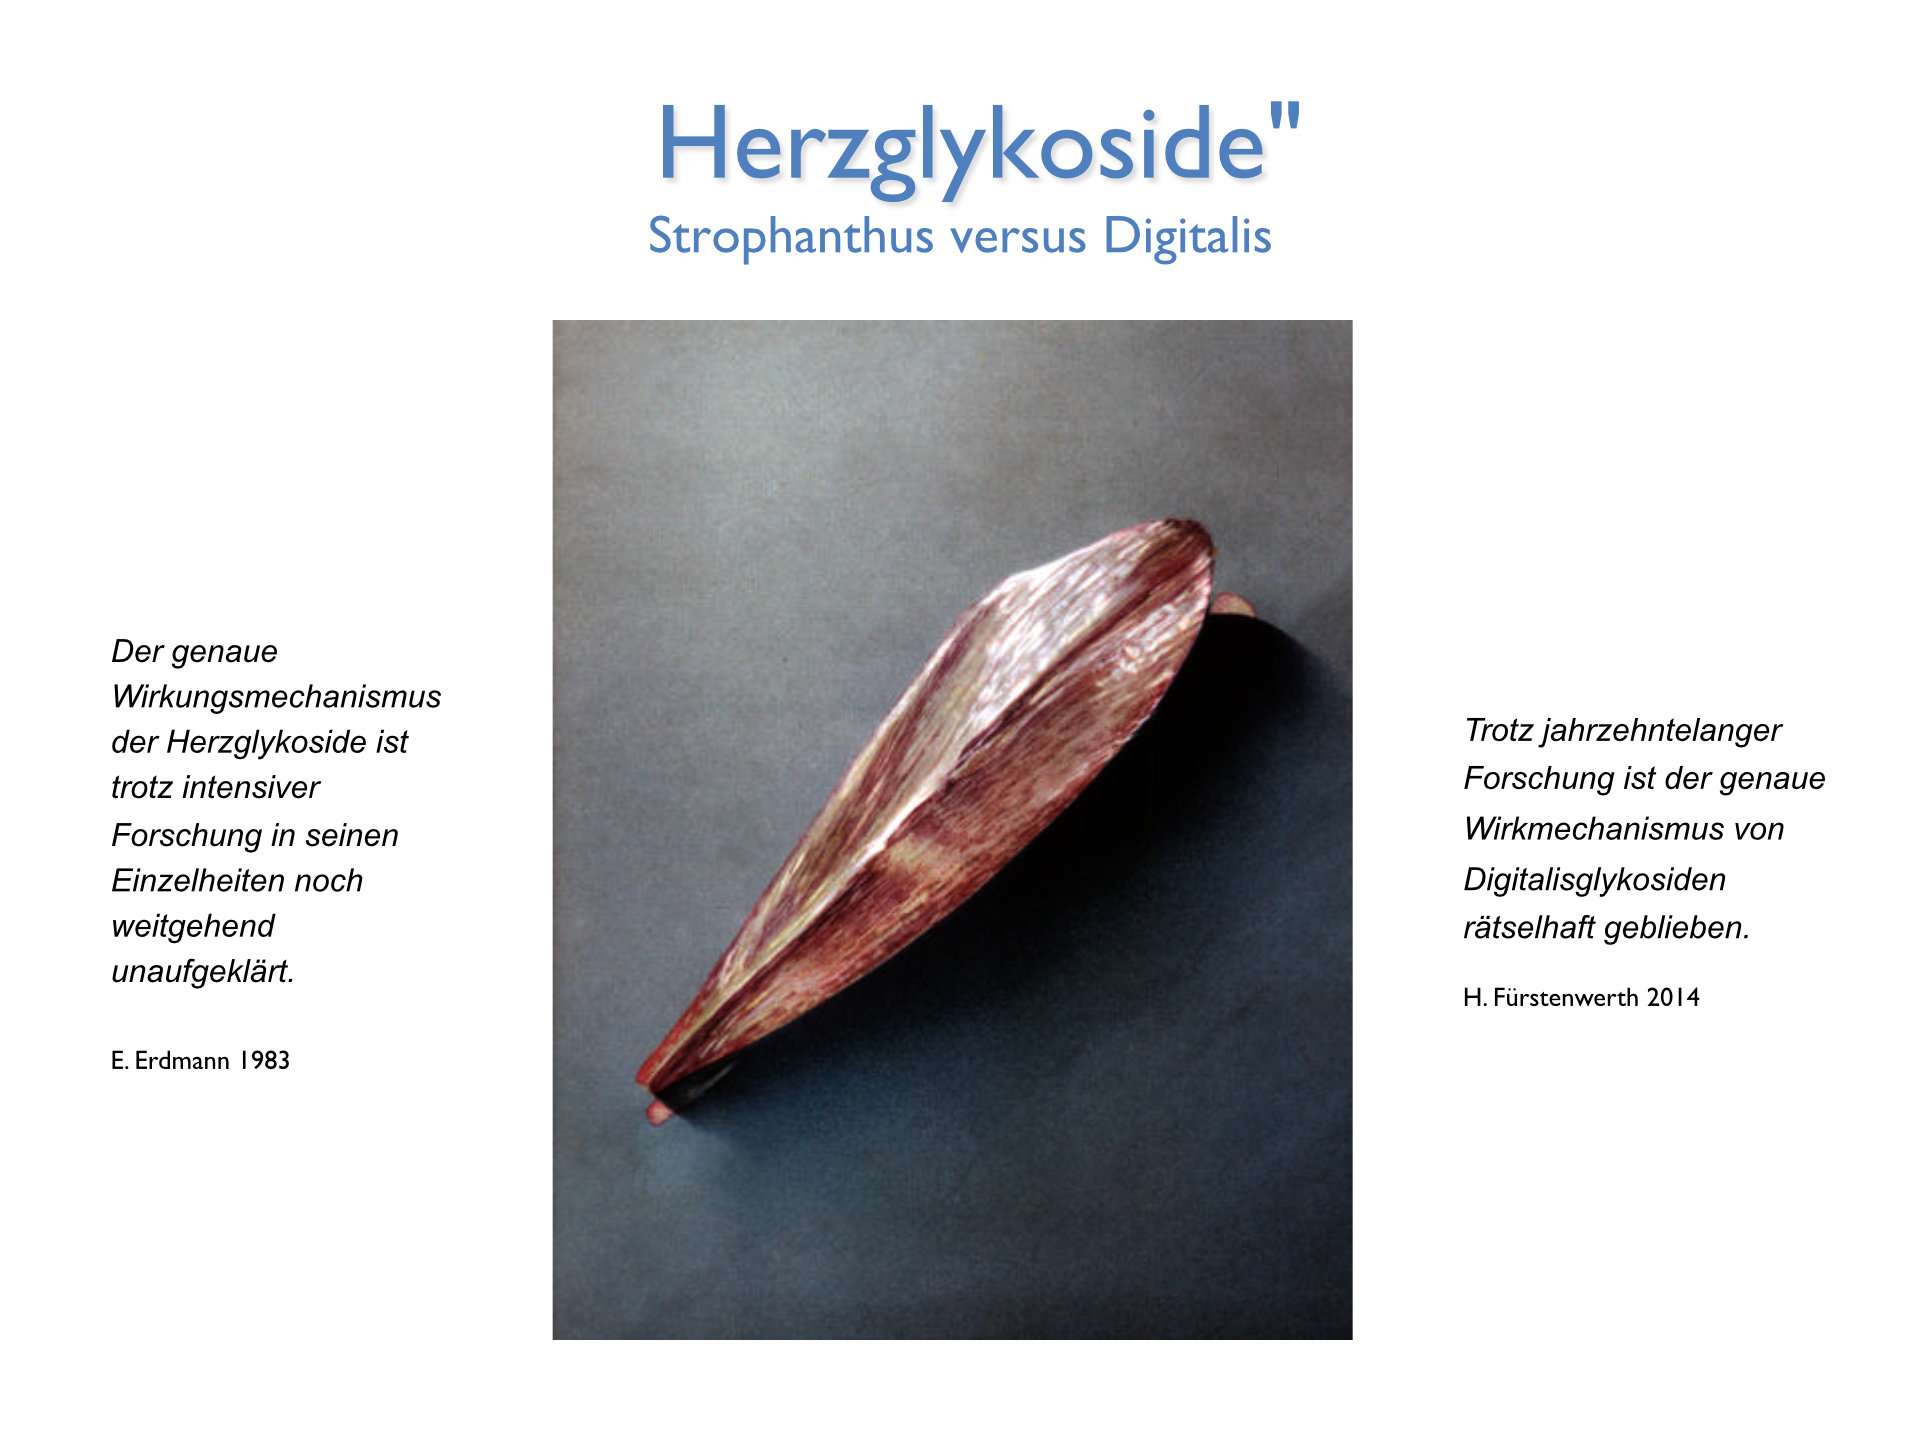 Herzglykoside"
Strophanthus versus Digitalis
Der genaue
Wirkungsmechanismus
der Herzglykoside ist
trotz intensiver
Forschung in seinen
Einzelheiten noch
weitgehend
unaufgeklärt.
E. Erdmann 1983
Trotz jahrzehntelanger
Forschung ist der genaue
Wirkmechanismus von
Digitalisglykosiden
rätselhaft geblieben.
H. Fürstenwerth 2014